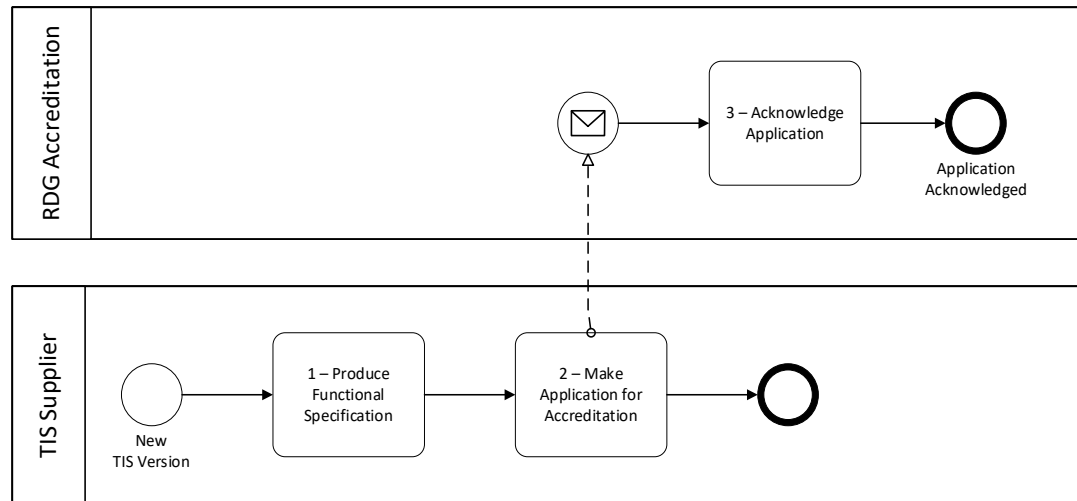 RDG Accreditation
3 – Acknowledge
Application
Application
Acknowledged
TIS Supplier
New
TIS Version
1 – Produce
Functional
Specification
2 – Make
Application for
Accreditation